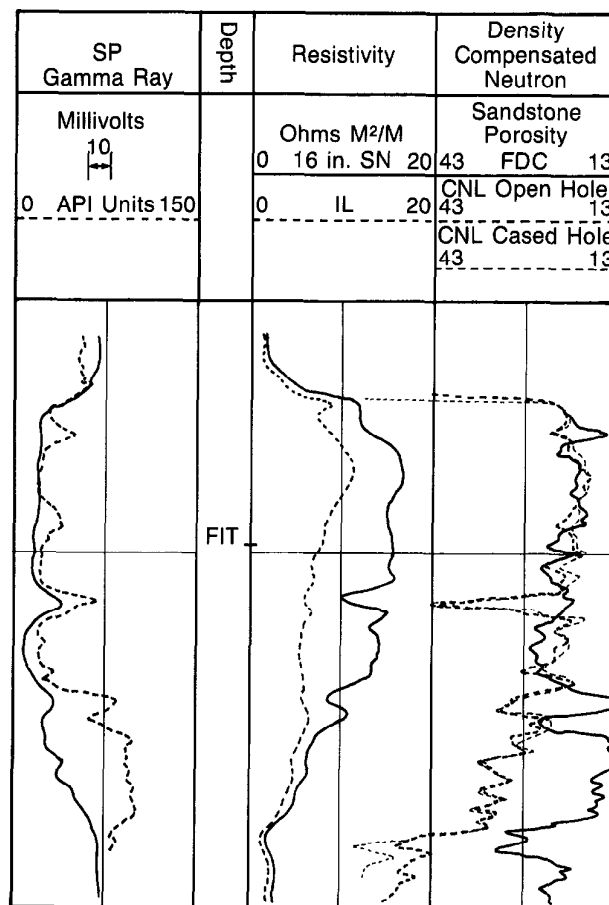 SP
Gamma Ray
Depth
Resistivity
Density
Compensated
Neutron
Millivolts
10
0 API Units 150
Ohms M²/M
0 16 in. SN 20
0 IL 20
Sandstone
Porosity
43 FDC 13
CNL Open Hole
43 13
CNL Cased Hole
43 13
FIT